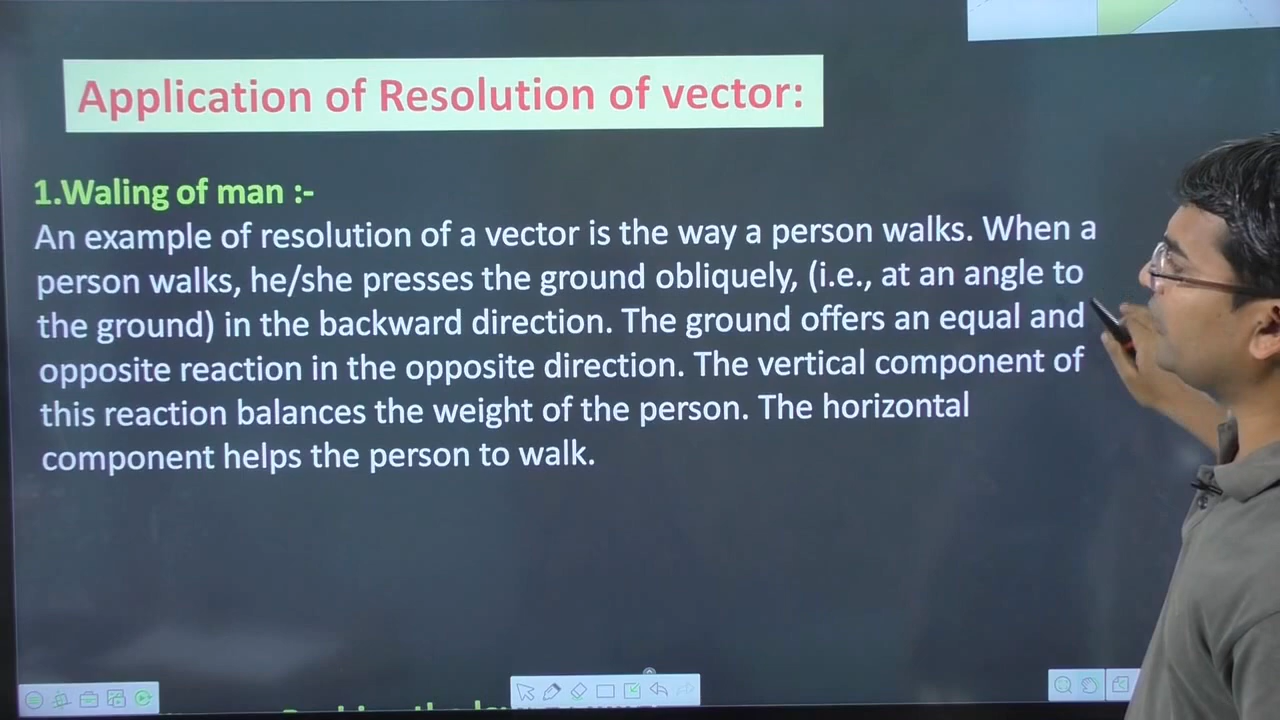 Application of Resolution of vector:
1.Waling of man :-
An example of resolution of a vector is the way a person walks. When a
person walks, he/she presses the ground obliquely, (i.e., at an angle to
the ground) in the backward direction. The ground offers an equal and
opposite reaction in the opposite direction. The vertical component of
this reaction balances the weight of the person. The horizontal
component helps the person to walk.